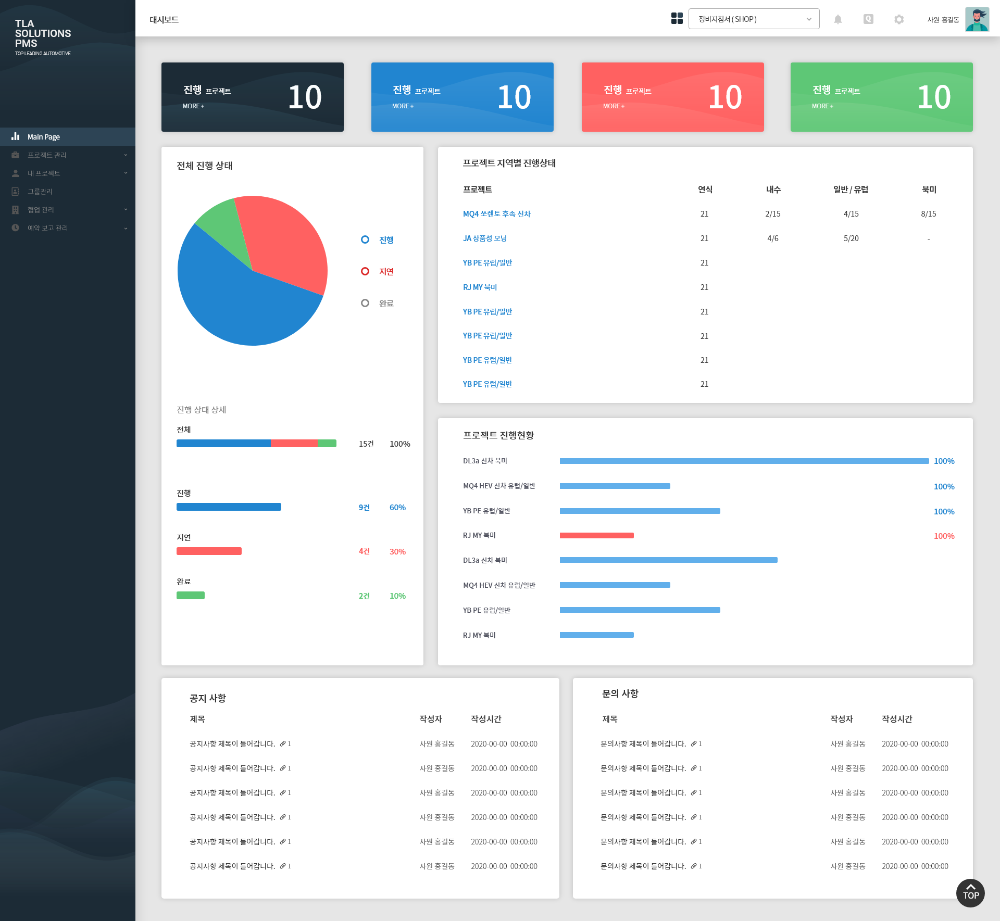 TLA
SOLUTIONS
PMS
TOP LEADING AUTOMOTIVE
Main Page
프로젝트 관리
내 프로젝트
그룹관리
협업 관리
예약 보고 관리
대시보드
정비지침서 ( SHOP )
Q
사원 홍길동
진행 프로젝트 10
MORE +
진행 프로젝트 10
MORE +
진행 프로젝트 10
MORE +
진행 프로젝트 10
MORE +
전체 진행 상태
진행
지연
완료
진행 상태 상세
전체
15건 100%
진행
9건 60%
지연
4건 30%
완료
2건 10%
프로젝트 지역별 진행상태
프로젝트 연식 내수 일반 / 유럽 북미
MQ4 쏘렌토 후속 신차 21 2/15 4/15 8/15
JA 상품성 모닝 21 4/6 5/20 -
YB PE 유럽/일반 21
RJ MY 북미 21
YB PE 유럽/일반 21
YB PE 유럽/일반 21
YB PE 유럽/일반 21
YB PE 유럽/일반 21
프로젝트 진행현황
DL3a 신차 북미 100%
MQ4 HEV 신차 유럽/일반 100%
YB PE 유럽/일반 100%
RJ MY 북미 100%
DL3a 신차 북미
MQ4 HEV 신차 유럽/일반
YB PE 유럽/일반
RJ MY 북미
공지 사항
제목 작성자 작성시간
공지사항 제목이 들어갑니다. 1 사원 홍길동 2020-00-00 00:00:00
공지사항 제목이 들어갑니다. 1 사원 홍길동 2020-00-00 00:00:00
공지사항 제목이 들어갑니다. 1 사원 홍길동 2020-00-00 00:00:00
공지사항 제목이 들어갑니다. 1 사원 홍길동 2020-00-00 00:00:00
공지사항 제목이 들어갑니다. 1 사원 홍길동 2020-00-00 00:00:00
공지사항 제목이 들어갑니다. 1 사원 홍길동 2020-00-00 00:00:00
문의 사항
제목 작성자 작성시간
문의사항 제목이 들어갑니다. 1 사원 홍길동 2020-00-00 00:00:00
문의사항 제목이 들어갑니다. 1 사원 홍길동 2020-00-00 00:00:00
문의사항 제목이 들어갑니다. 1 사원 홍길동 2020-00-00 00:00:00
문의사항 제목이 들어갑니다. 1 사원 홍길동 2020-00-00 00:00:00
문의사항 제목이 들어갑니다. 1 사원 홍길동 2020-00-00 00:00:00
문의사항 제목이 들어갑니다. 1 사원 홍길동 2020-00-00 00:00:00
TOP